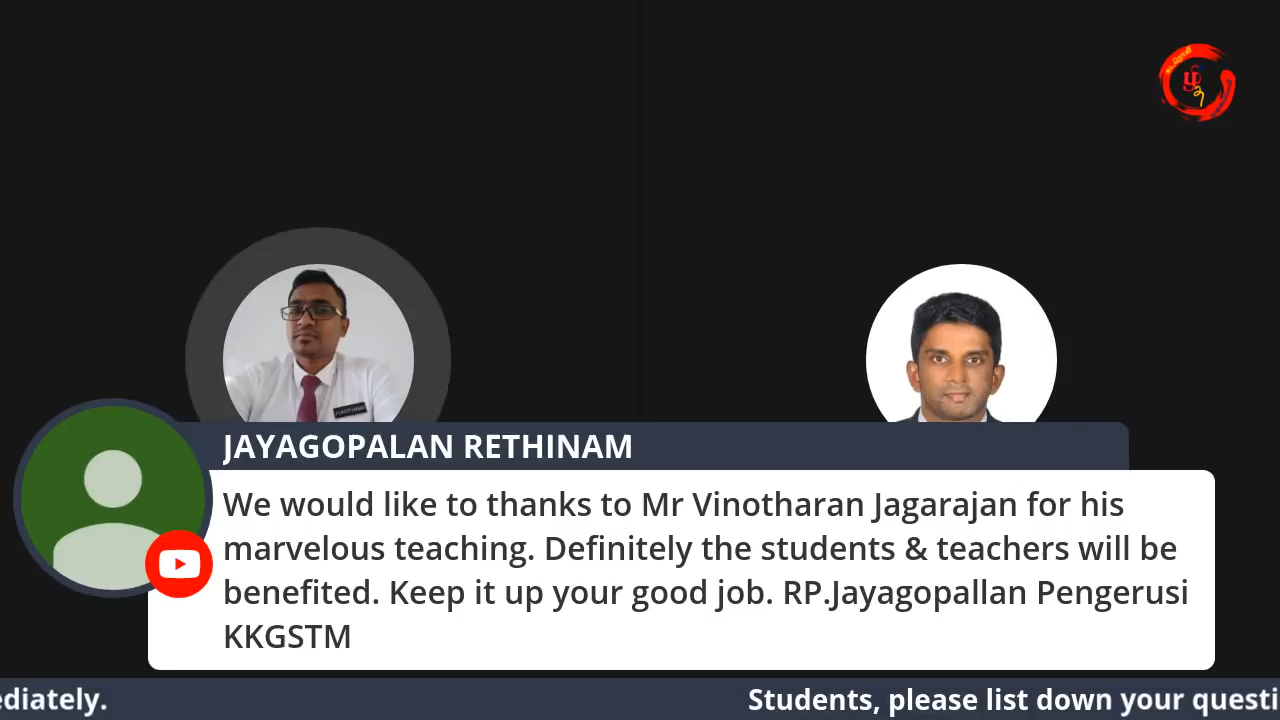 JAYAGOPALAN RETHINAM
We would like to thanks to Mr Vinotharan Jagarajan for his
marvelous teaching. Definitely the students & teachers will be
benefited. Keep it up your good job. RP.Jayagopallan Pengerusi
KKGSTM
ediately. Students, please list down your questi